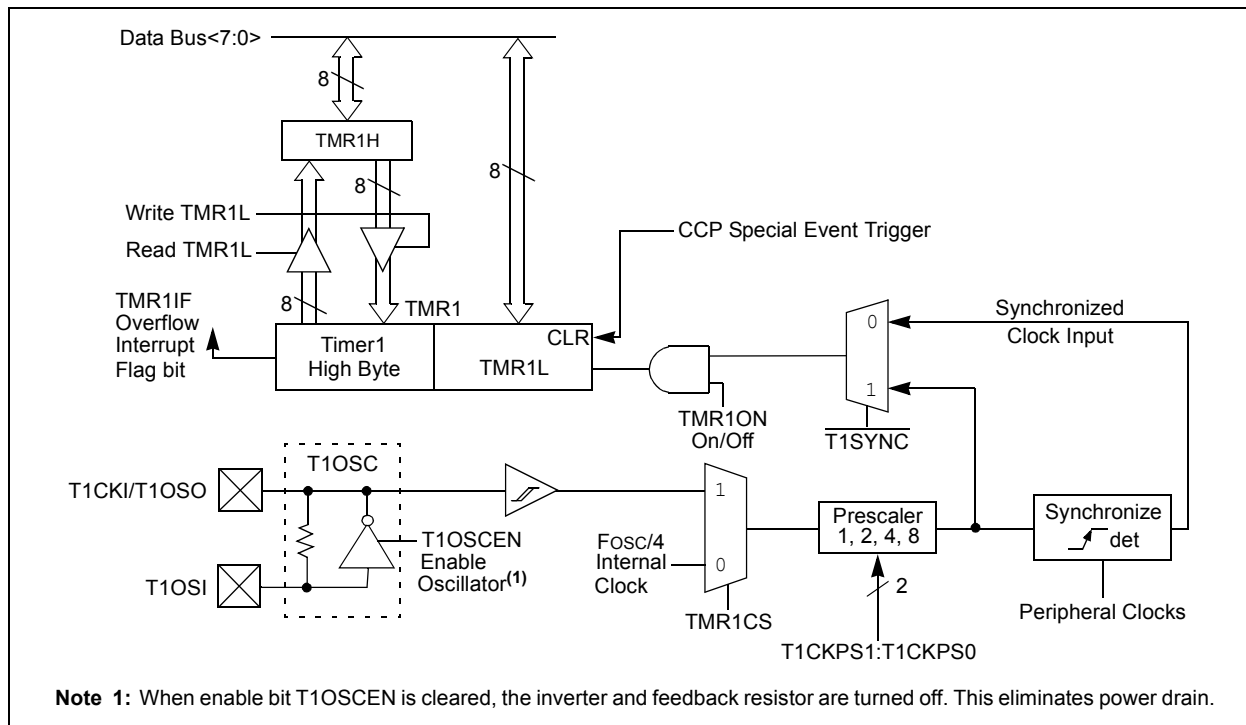 Data Bus<7:0>
8
TMR1H
8
8
Write TMR1L
Read TMR1L
CCP Special Event Trigger
8
TMR1
TMR1IF
Overflow
Interrupt
Flag bit
Timer1
High Byte
CLR
TMR1L
TMR1ON
On/Off
0
1
T1SYNC
Synchronized
Clock Input
T1OSC
T1CKI/T1OSO
T1OSI
T1OSCEN
Enable
Oscillator(1)
FOSC/4
Internal
Clock
1
0
TMR1CS
Prescaler
1, 2, 4, 8
2
T1CKPS1:T1CKPS0
Synchronize
det
Peripheral Clocks
Note 1: When enable bit T1OSCEN is cleared, the inverter and feedback resistor are turned off. This eliminates power drain.